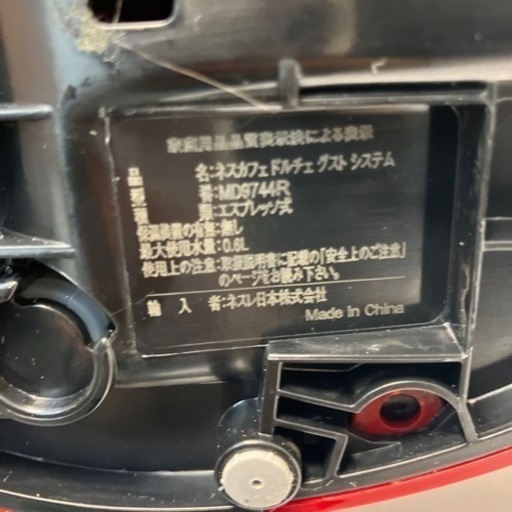 家庭用品品質表示法による表示
品 名:ネスカフェ ドルチェ グスト システム
型 番:MD9744R
種 類:エスプレッソ式
保温装置の有無:無し
最大使用水量:0.6L
使用上の注意:取扱説明書に記載の「安全上のご注意」
のページをお読み下さい。
輸 入 者:ネスレ日本株式会社
Made in China